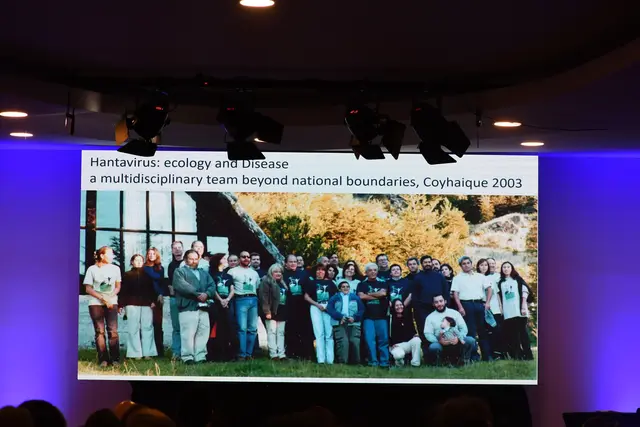 Hantavirus: ecology and Disease
a multidisciplinary team beyond national boundaries, Coyhaique 2003